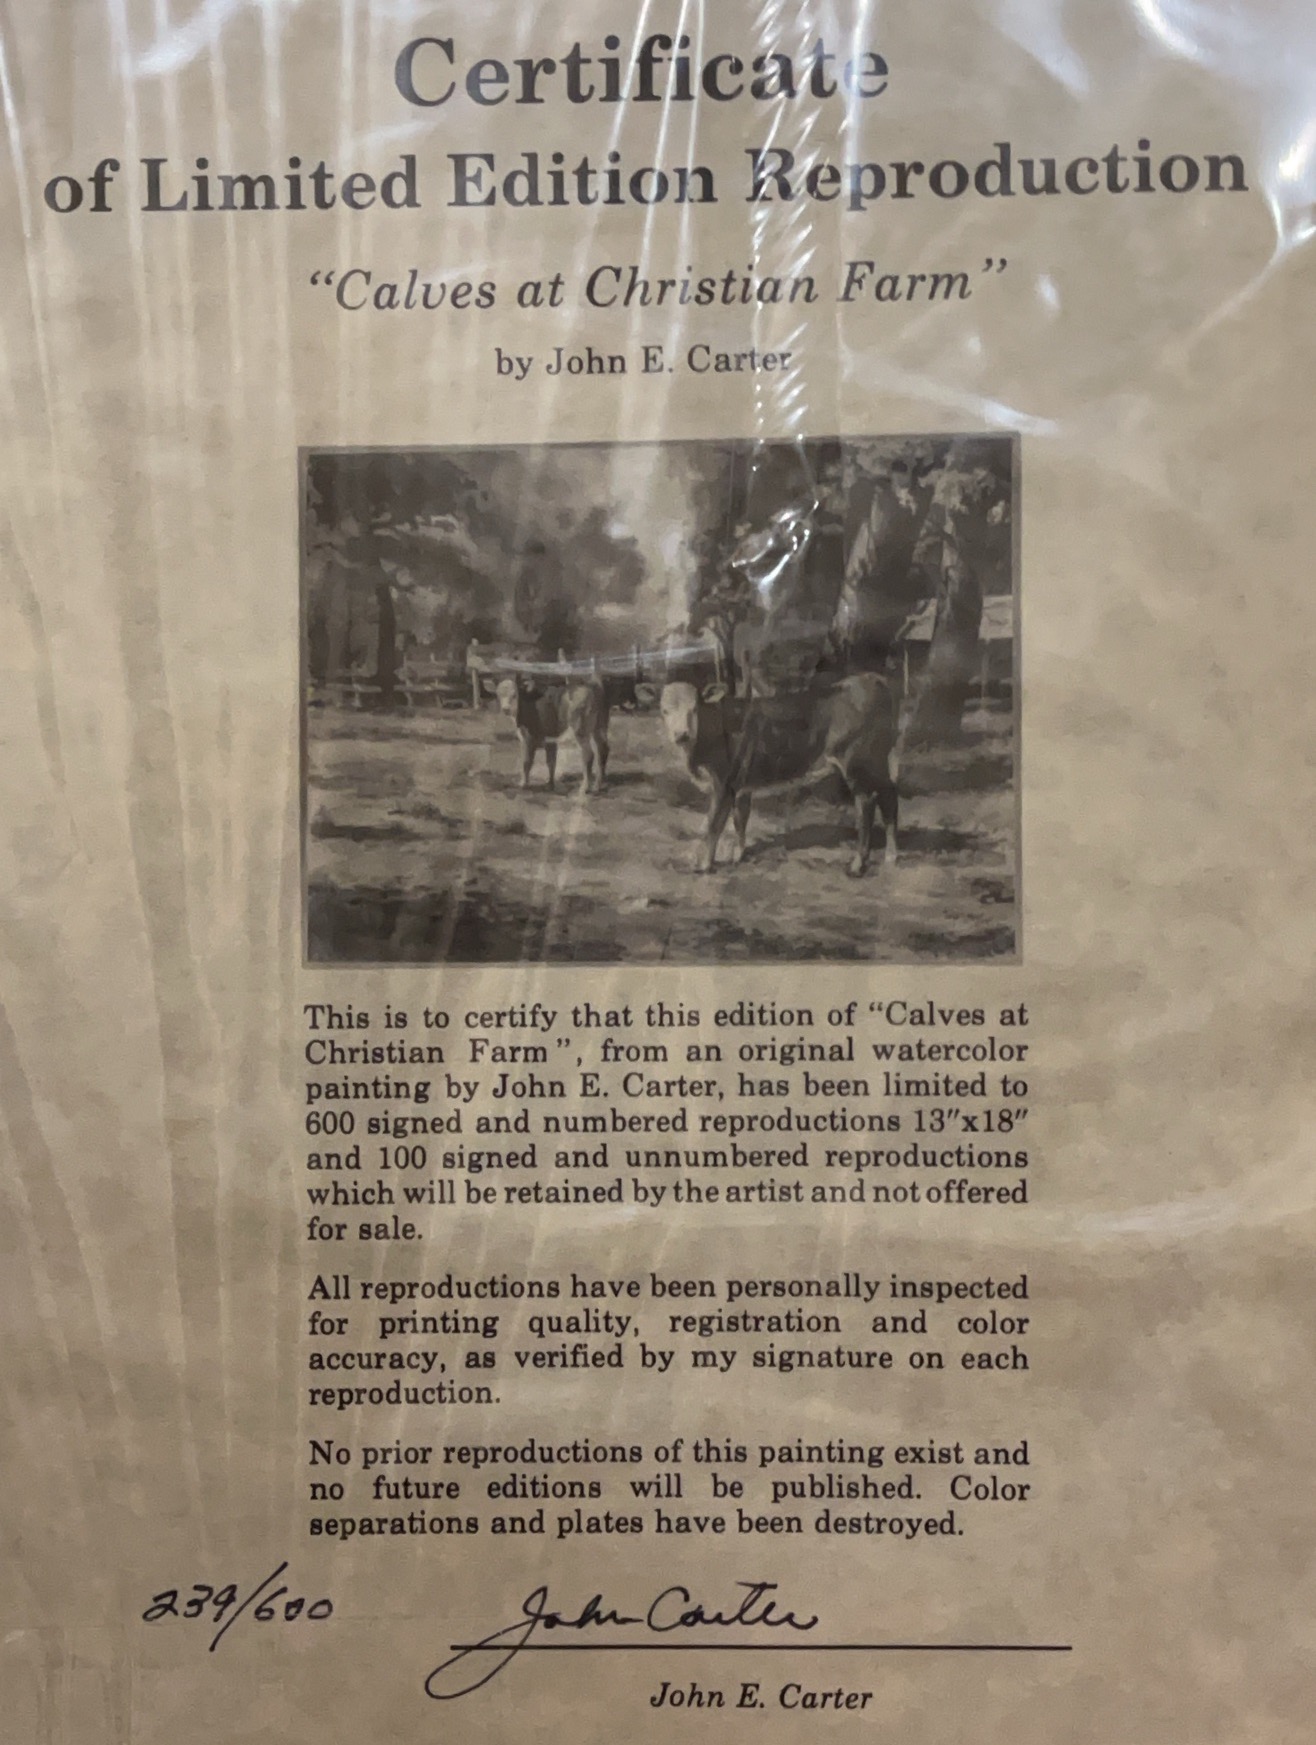 Certificate
of Limited Edition Reproduction
“Calves at Christian Farm”
by John E. Carter
This is to certify that this edition of “Calves at
Christian Farm”, from an original watercolor
painting by John E. Carter, has been limited to
600 signed and numbered reproductions 13″x18″
and 100 signed and unnumbered reproductions
which will be retained by the artist and not offered
for sale.
All reproductions have been personally inspected
for printing quality, registration and color
accuracy, as verified by my signature on each
reproduction.
No prior reproductions of this painting exist and
no future editions will be published. Color
separations and plates have been destroyed.
239/600 John Carter
John E. Carter